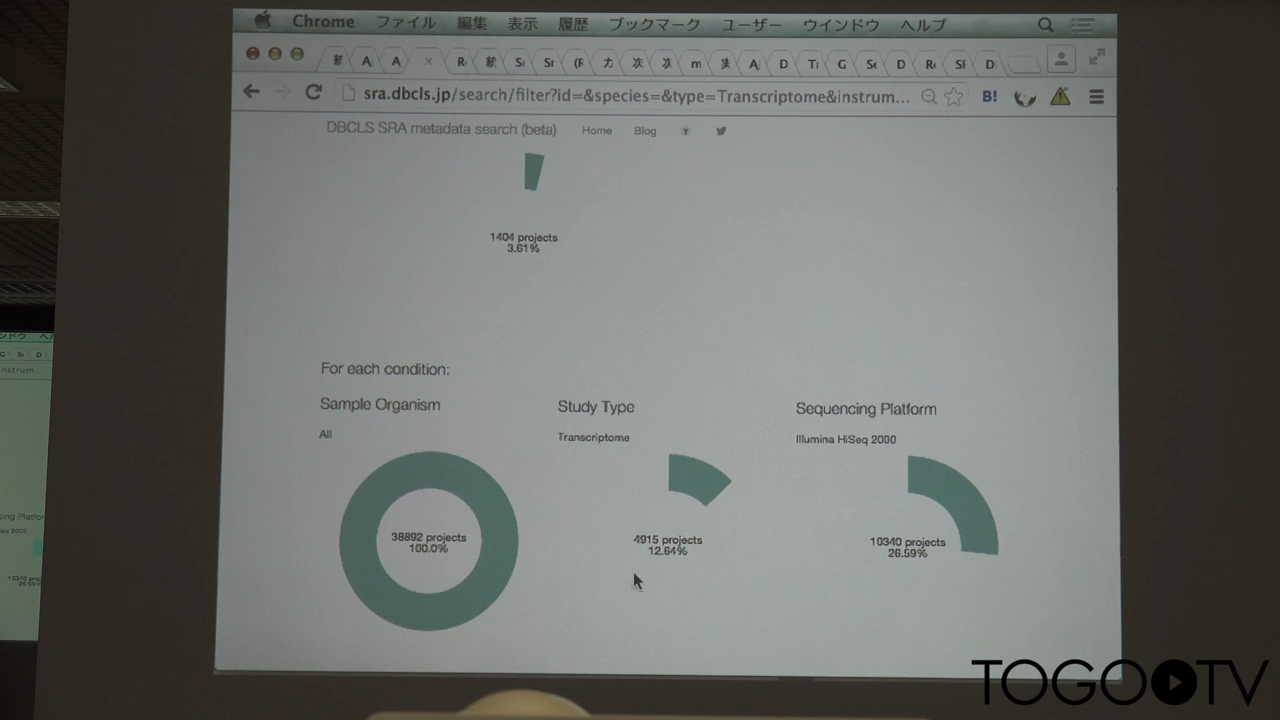 Chrome ファイル 編集 表示 履歴 ブックマーク ユーザー ウインドウ ヘルプ
sra.dbcls.jp/search/filter?id=&species=&type=Transcriptome&instrum...
B!
DBCLS SRA metadata search (beta) Home Blog
1404 projects
3.61%
For each condition:
Sample Organism Study Type Sequencing Platform
All Transcriptome Illumina HiSeq 2000
38892 projects 4915 projects 10340 projects
100.0% 12.64% 26.59%
TOGOTV